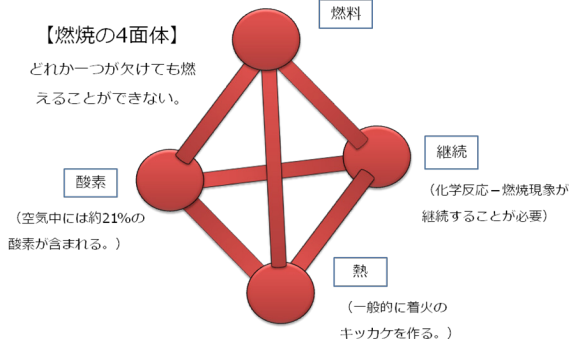 燃料
【燃焼の4面体】
どれか一つが欠けても燃
えることができない。
継続
（化学反応－燃焼現象が
継続することが必要）
酸素
（空気中には約21%の
酸素が含まれる。）
熱
（一般的に着火の
キッカケを作る。）